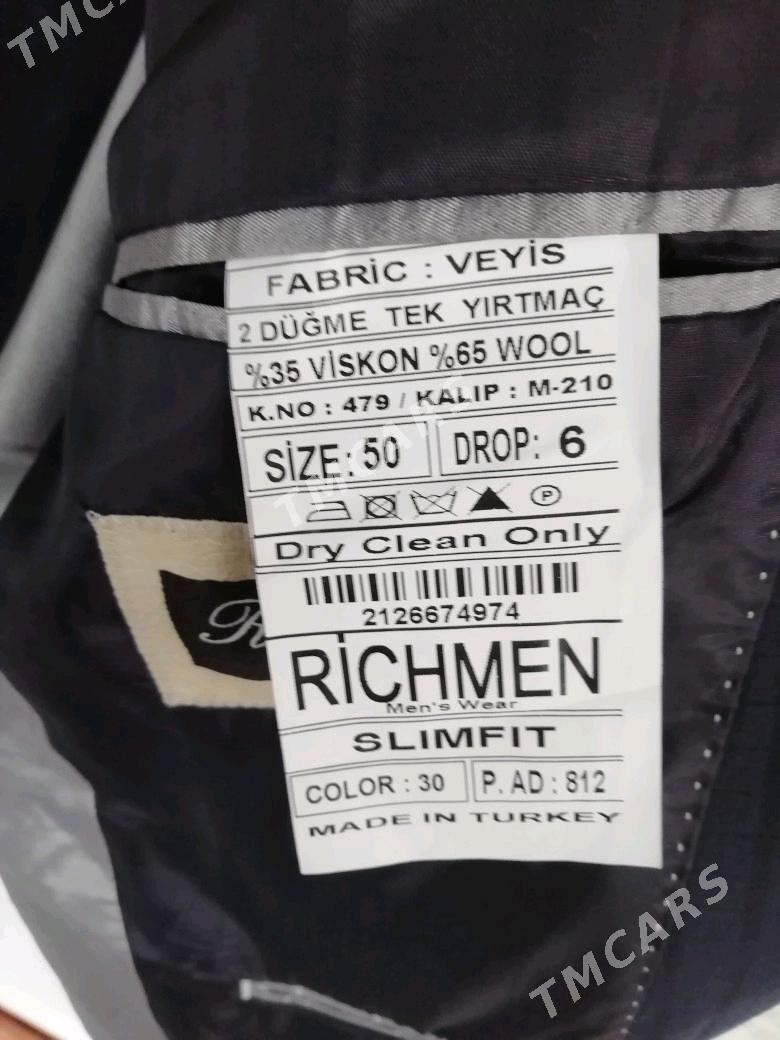 TMCARS
FABRİC : VEYİS
2 DÜĞME TEK YIRTMAÇ
%35 VİSKON %65 WOOL
K.NO : 479 / KALIP : M-210
SİZE: 50 DROP: 6
P
Dry Clean Only
2126674974
RİCHMEN
Men's Wear
SLIMFIT
COLOR : 30 P. AD : 812
MADE IN TURKEY
TMCARS
TMCARS